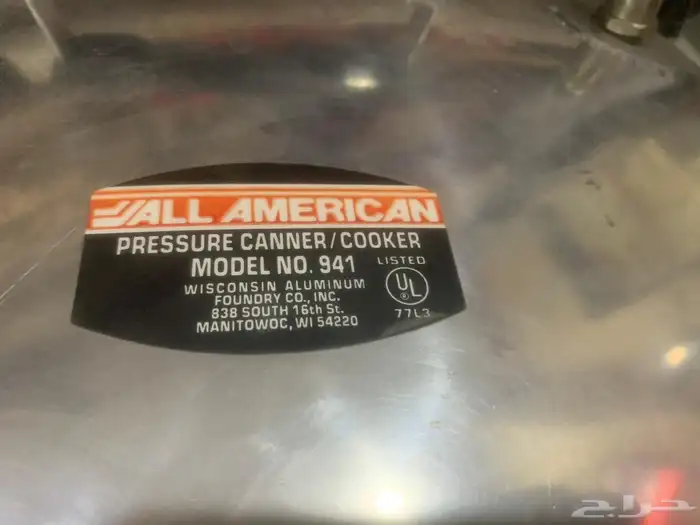 ALL AMERICAN
PRESSURE CANNER/COOKER
MODEL NO. 941
LISTED
WISCONSIN ALUMINUM
FOUNDRY CO., INC.
838 SOUTH 16th St.
MANITOWOC, WI 54220
UL
®
77L3
حراج